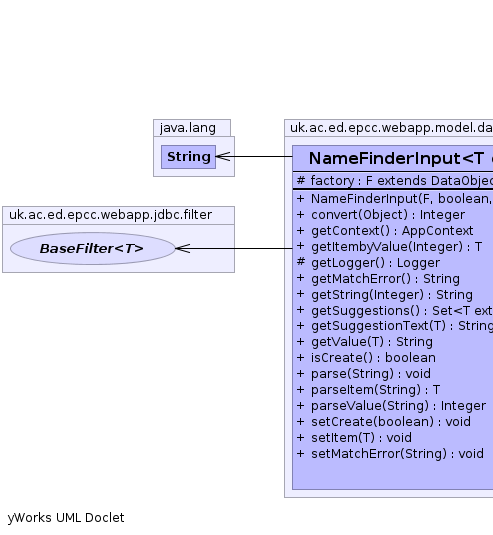 java.lang
String
uk.ac.ed.epcc.webapp.jdbc.filter
BaseFilter<T>
uk.ac.ed.epcc.webapp.model.da
NameFinderInput<T
# factory : F extends DataObjec
+ NameFinderInput(F, boolean,
+ convert(Object) : Integer
+ getContext() : AppContext
+ getItembyValue(Integer) : T
# getLogger() : Logger
+ getMatchError() : String
+ getString(Integer) : String
+ getSuggestions() : Set<T ext
+ getSuggestionText(T) : String
+ getValue(T) : String
+ isCreate() : boolean
+ parse(String) : void
+ parseItem(String) : T
+ parseValue(String) : Integer
+ setCreate(boolean) : void
+ setItem(T) : void
+ setMatchError(String) : void
yWorks UML Doclet